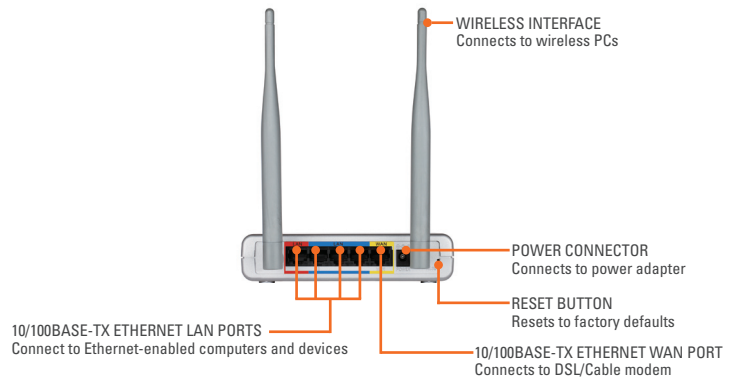 WIRELESS INTERFACE
Connects to wireless PCs
WAN
POWER CONNECTOR
Connects to power adapter
RESET BUTTON
Resets to factory defaults
10/100BASE-TX ETHERNET LAN PORTS
Connect to Ethernet-enabled computers and devices
10/100BASE-TX ETHERNET WAN PORT
Connects to DSL/Cable modem